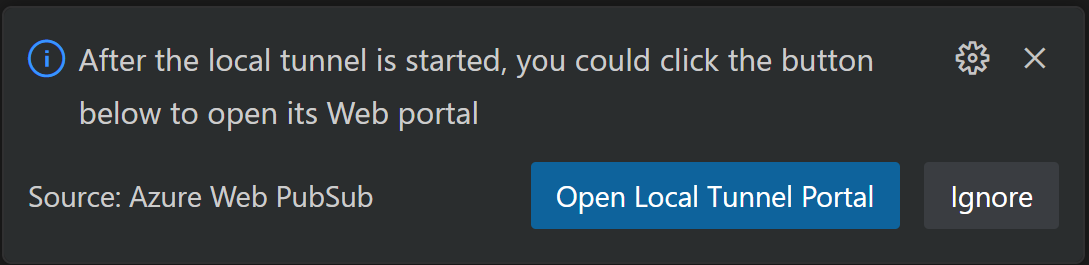 After the local tunnel is started, you could click the button
below to open its Web portal
Source: Azure Web PubSub
Open Local Tunnel Portal
Ignore